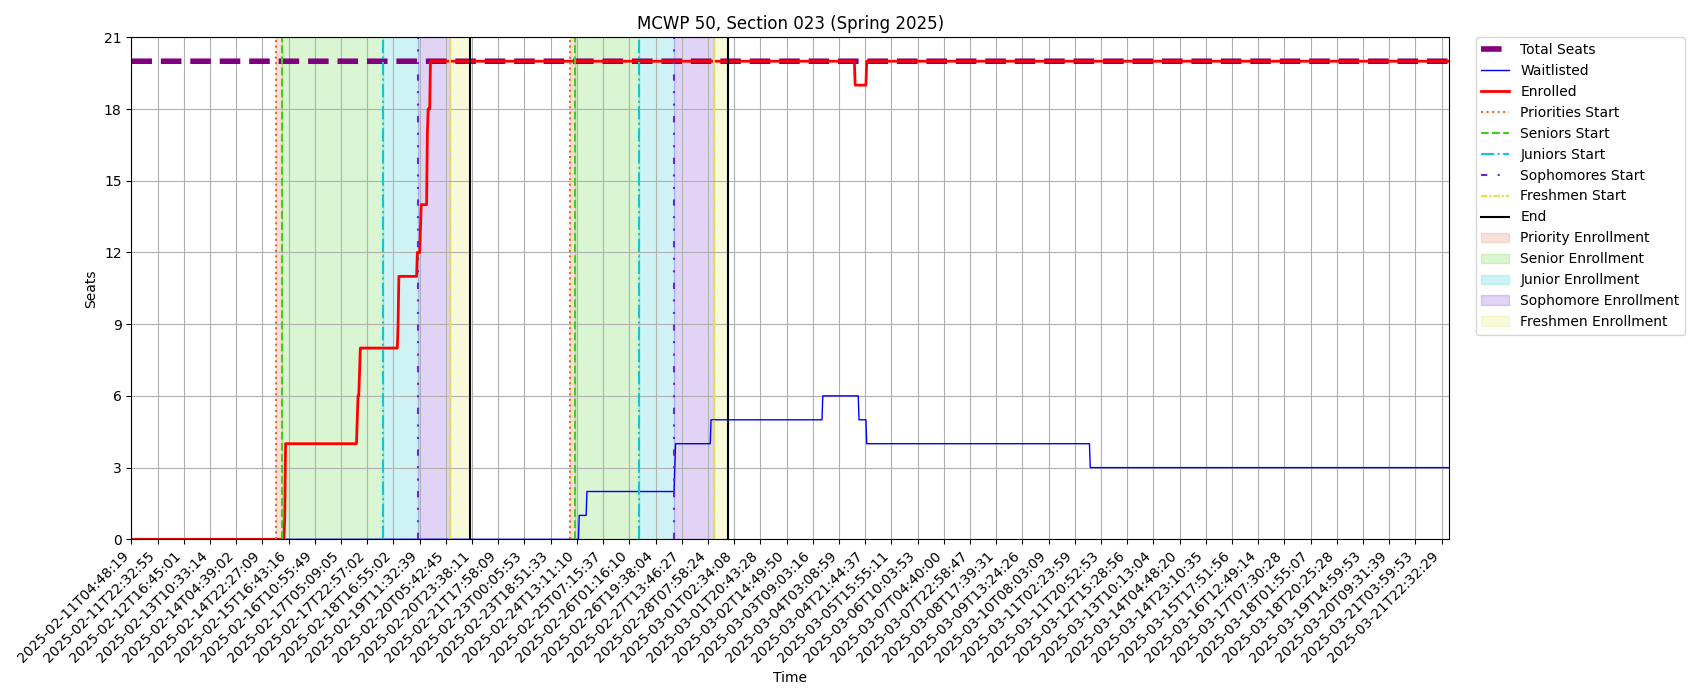 MCWP 50, Section 023 (Spring 2025)
21
18
15
12
9
6
3
0
Seats
2025-02-11T04:48:19
2025-02-11T22:32:55
2025-02-12T16:45:01
2025-02-13T10:33:14
2025-02-14T04:39:02
2025-02-14T22:27:09
2025-02-15T16:43:16
2025-02-16T10:55:49
2025-02-17T05:09:05
2025-02-17T22:57:02
2025-02-18T16:55:02
2025-02-19T11:32:39
2025-02-20T05:42:45
2025-02-20T23:38:11
2025-02-21T17:58:09
2025-02-23T00:05:53
2025-02-23T18:51:33
2025-02-24T13:11:10
2025-02-25T07:15:37
2025-02-26T01:16:10
2025-02-26T19:38:04
2025-02-27T13:46:27
2025-02-28T07:58:24
2025-03-01T02:34:08
2025-03-01T20:43:28
2025-03-02T14:49:50
2025-03-03T09:03:16
2025-03-04T03:08:59
2025-03-04T21:44:37
2025-03-05T15:55:11
2025-03-06T10:03:53
2025-03-07T04:40:00
2025-03-07T22:58:47
2025-03-08T17:39:31
2025-03-09T13:24:26
2025-03-10T08:03:09
2025-03-11T02:23:59
2025-03-11T20:52:53
2025-03-12T15:28:56
2025-03-13T10:13:04
2025-03-14T04:48:20
2025-03-14T23:10:35
2025-03-15T17:51:56
2025-03-16T12:49:14
2025-03-17T07:30:28
2025-03-18T01:55:07
2025-03-18T20:25:28
2025-03-19T14:59:53
2025-03-20T09:31:39
2025-03-21T03:59:53
2025-03-21T22:32:29
Time
Total Seats
Waitlisted
Enrolled
Priorities Start
Seniors Start
Juniors Start
Sophomores Start
Freshmen Start
End
Priority Enrollment
Senior Enrollment
Junior Enrollment
Sophomore Enrollment
Freshmen Enrollment